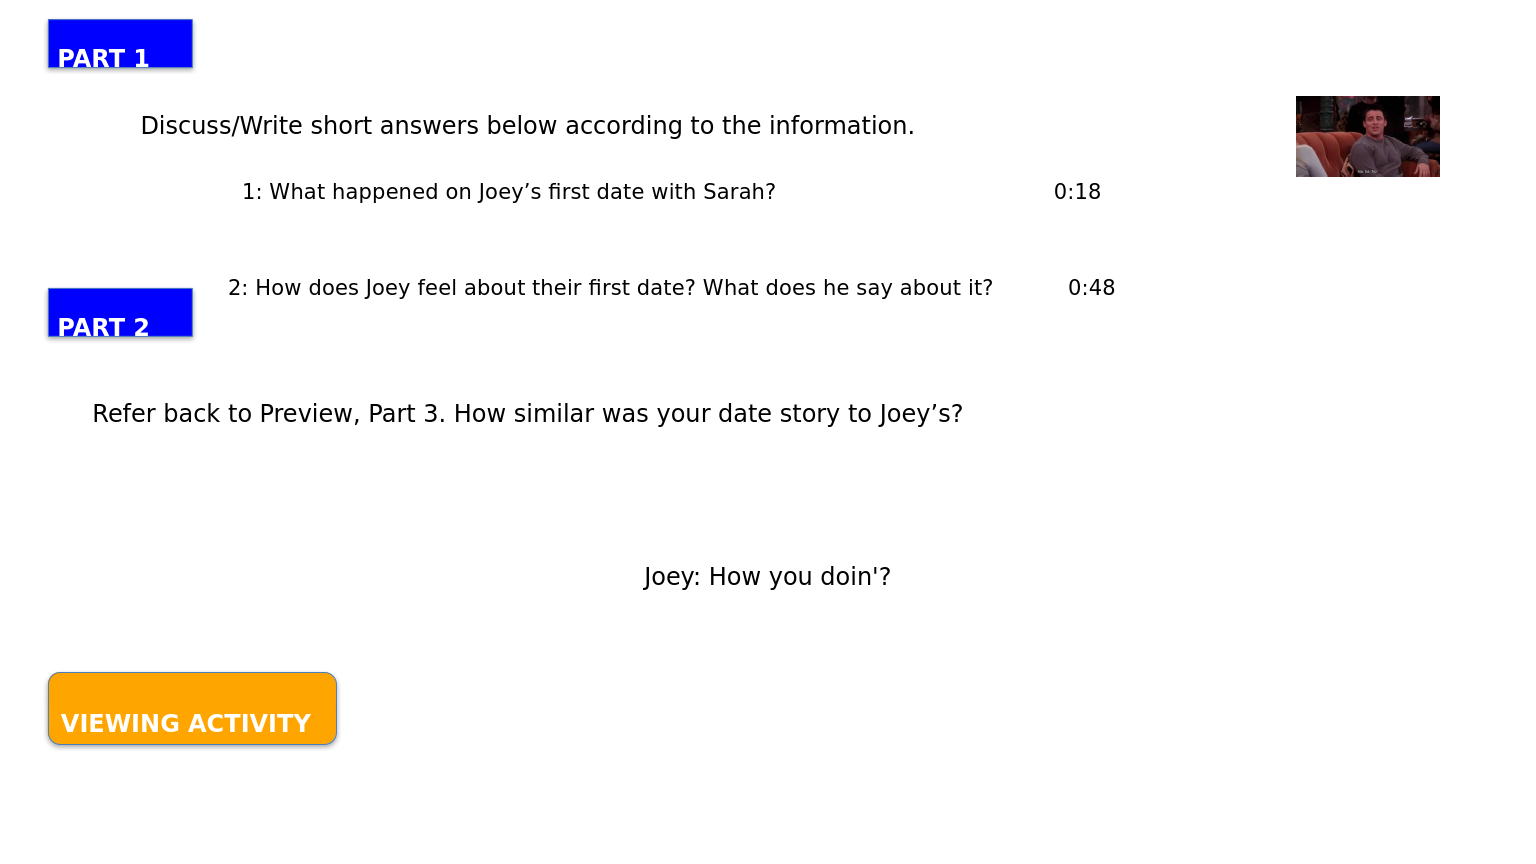 PART 1
Discuss/Write short answers below according to the information.
1: What happened on Joey’s first date with Sarah? 0:18
2: How does Joey feel about their first date? What does he say about it? 0:48
PART 2
Refer back to Preview, Part 3. How similar was your date story to Joey’s?
Joey: How you doin'?
VIEWING ACTIVITY